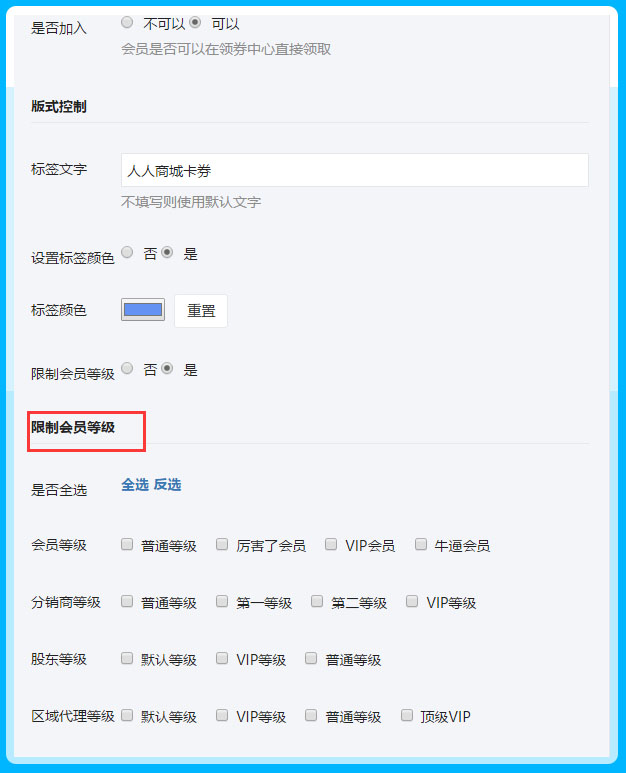 是否加入 不可以 可以
会员是否可以在领券中心直接领取
版式控制
标签文字 人人商城卡券
不填写则使用默认文字
设置标签颜色 否 是
标签颜色 重置
限制会员等级 否 是
限制会员等级
是否全选 全选 反选
会员等级 普通等级 厉害了会员 VIP会员 牛逼会员
分销商等级 普通等级 第一等级 第二等级 VIP等级
股东等级 默认等级 VIP等级 普通等级
区域代理等级 默认等级 VIP等级 普通等级 顶级VIP